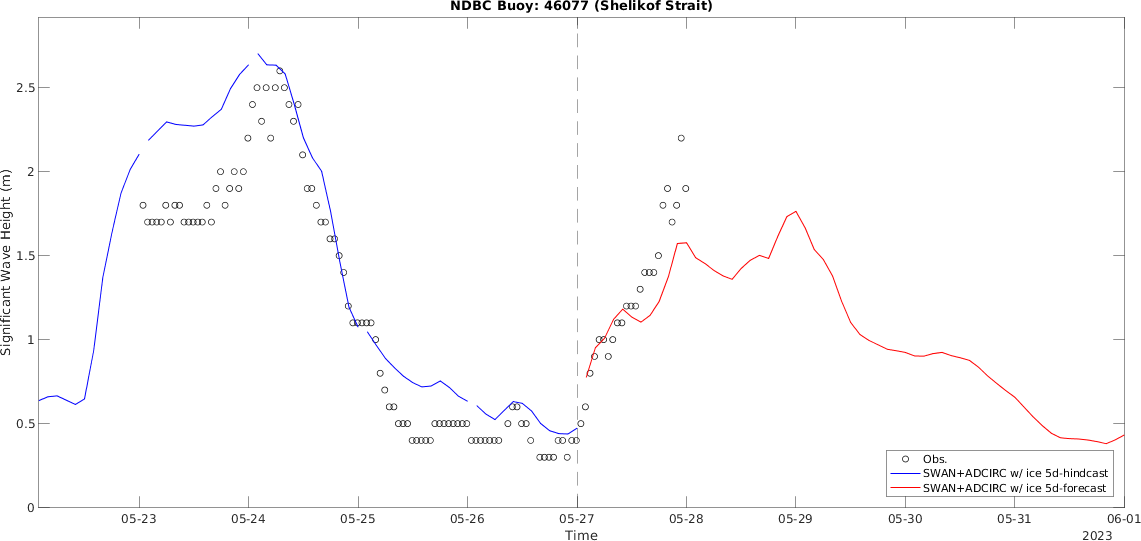 NDBC Buoy: 46077 (Shelikof Strait)
Significant Wave Height (m)
2.5
2
1.5
1
0.5
0
05-23 05-24 05-25 05-26 05-27 05-28 05-29 05-30 05-31 06-01
Time
2023
Obs.
SWAN+ADCIRC w/ ice 5d-hindcast
SWAN+ADCIRC w/ ice 5d-forecast